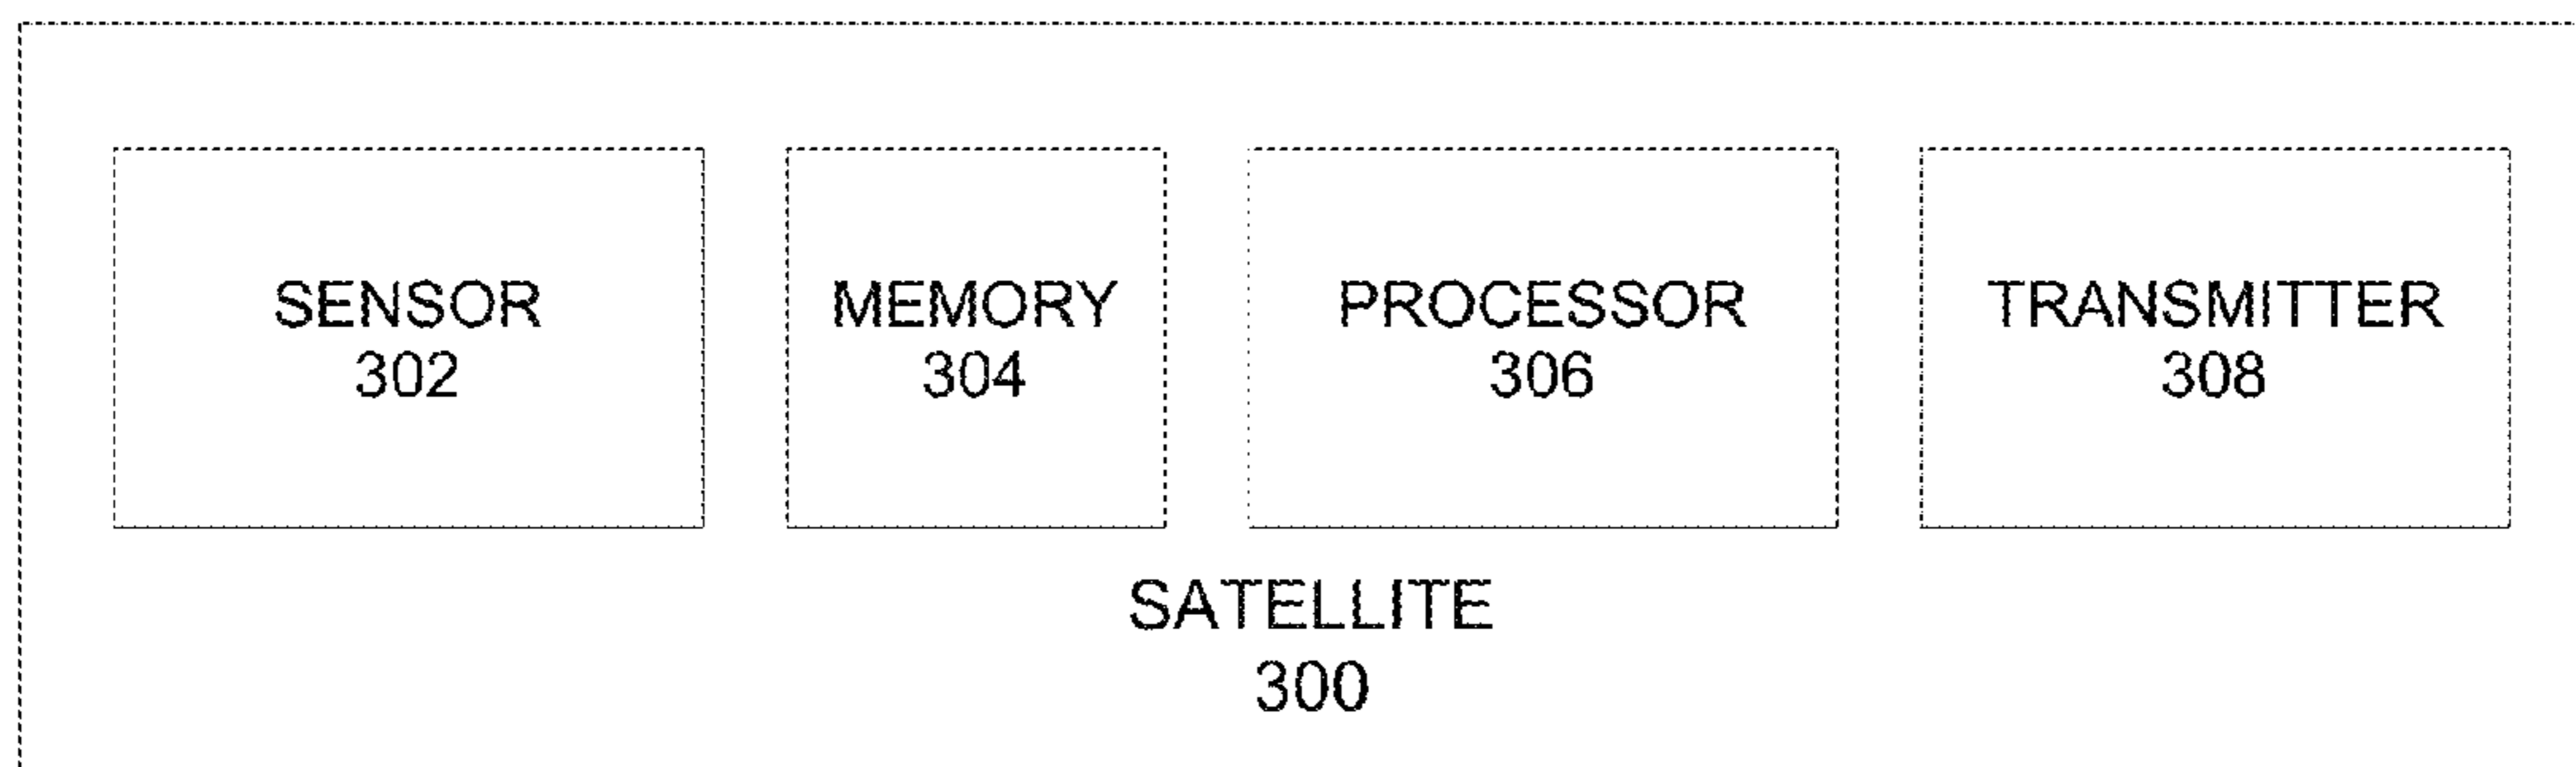 SENSOR
302
MEMORY
304
PROCESSOR
306
TRANSMITTER
308
SATELLITE
300